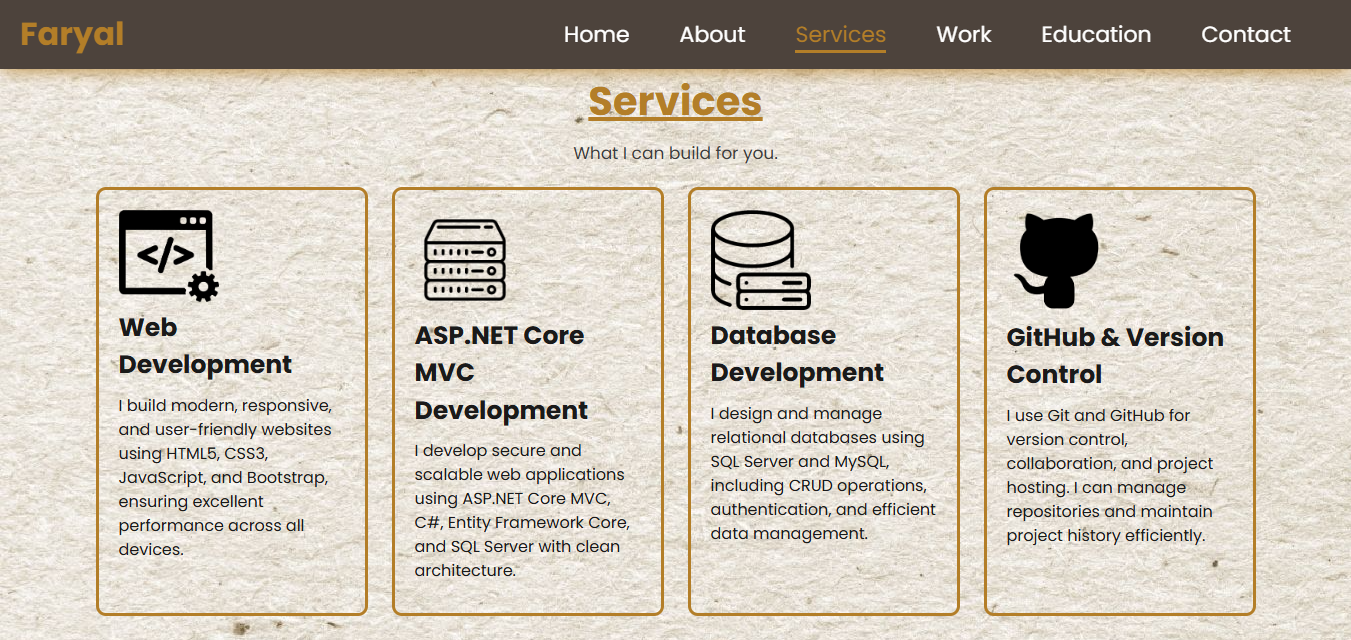 Faryal
Home About Services Work Education Contact
Services
What I can build for you.
</>
Web
Development
I build modern, responsive,
and user-friendly websites
using HTML5, CSS3,
JavaScript, and Bootstrap,
ensuring excellent
performance across all
devices.
ASP.NET Core
MVC
Development
I develop secure and
scalable web applications
using ASP.NET Core MVC,
C#, Entity Framework Core,
and SQL Server with clean
architecture.
Database
Development
I design and manage
relational databases using
SQL Server and MySQL,
including CRUD operations,
authentication, and efficient
data management.
GitHub & Version
Control
I use Git and GitHub for
version control,
collaboration, and project
hosting. I can manage
repositories and maintain
project history efficiently.